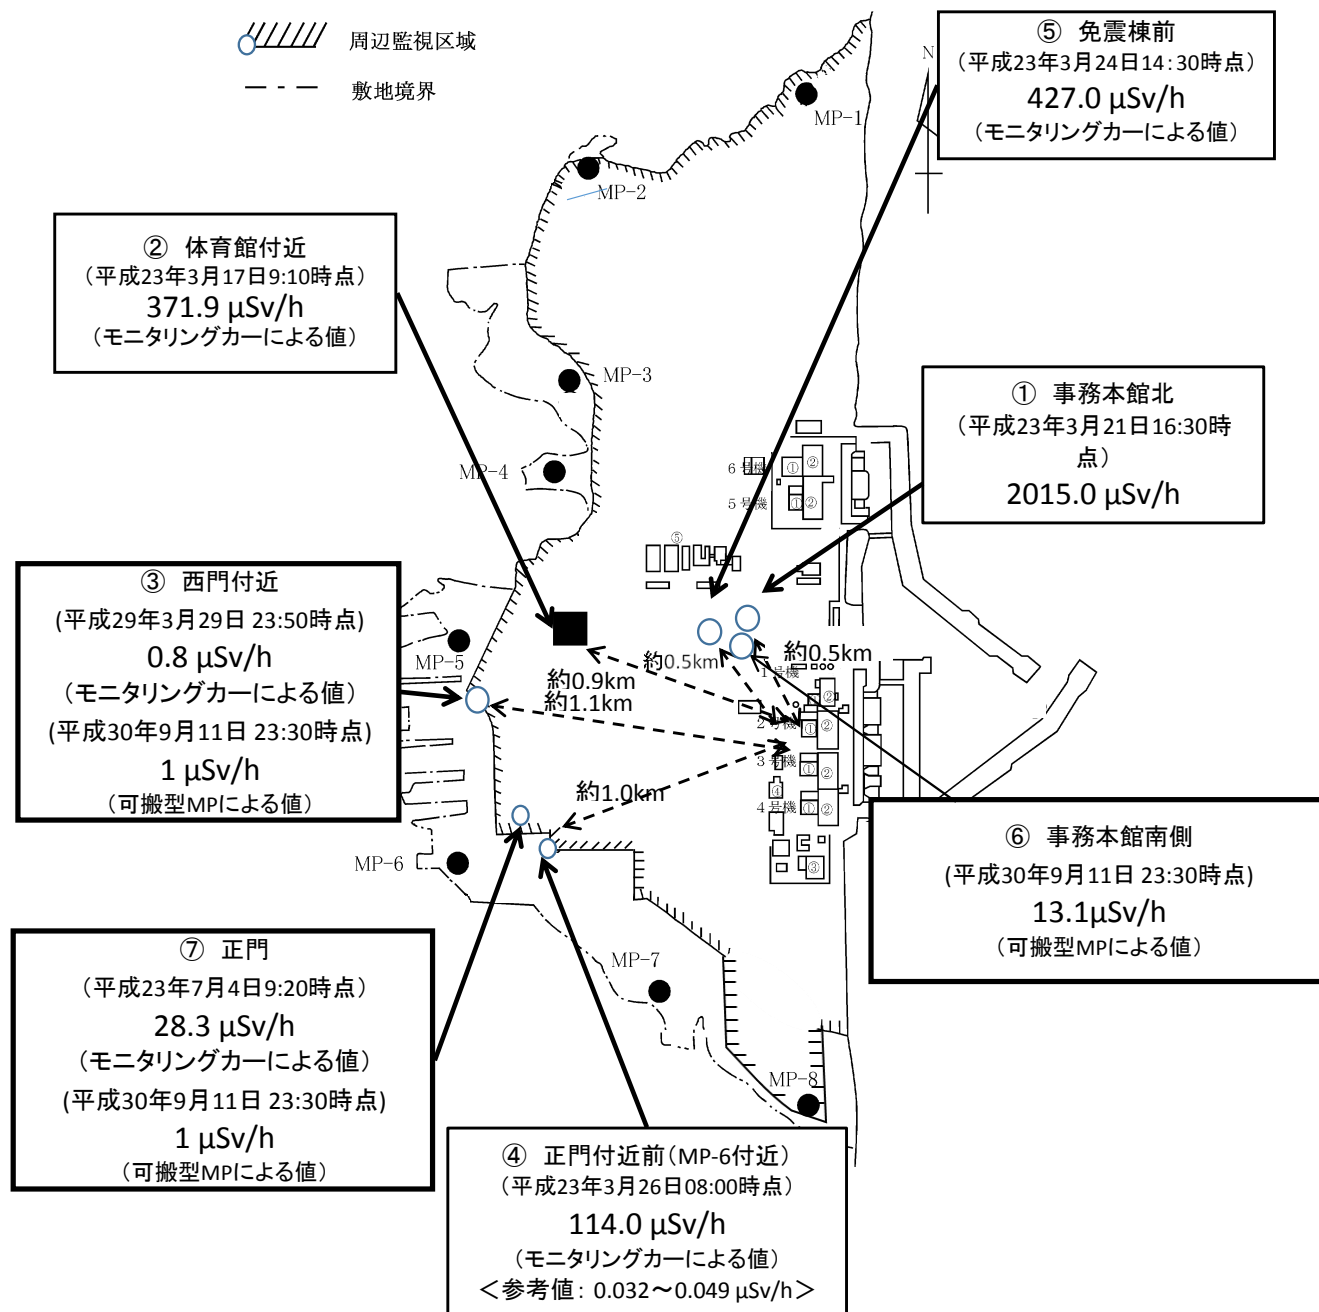 周辺監視区域
敷地境界
⑤ 免震棟前
(平成23年3月24日14:30時点)
427.0 μSv/h
(モニタリングカーによる値)
N
MP-1
MP-2
② 体育館付近
(平成23年3月17日9:10時点)
371.9 μSv/h
(モニタリングカーによる値)
MP-3
① 事務本館北
(平成23年3月21日16:30時
点)
2015.0 μSv/h
MP-4
6号機
①
②
5号機
①
②
⑤
③ 西門付近
(平成29年3月29日 23:50時点)
0.8 μSv/h
(モニタリングカーによる値)
(平成30年9月11日 23:30時点)
1 μSv/h
(可搬型MPによる値)
MP-5
約0.5km
約0.5km
約0.9km
約1.1km
約1.0km
1号機
②
2号機
①
②
3号機
①
②
④
4号機
①
②
③
MP-6
⑥ 事務本館南側
(平成30年9月11日 23:30時点)
13.1μSv/h
(可搬型MPによる値)
⑦ 正門
(平成23年7月4日9:20時点)
28.3 μSv/h
(モニタリングカーによる値)
(平成30年9月11日 23:30時点)
1 μSv/h
(可搬型MPによる値)
MP-7
MP-8
④ 正門付近前(MP-6付近)
(平成23年3月26日08:00時点)
114.0 μSv/h
(モニタリングカーによる値)
<参考値: 0.032～0.049 μSv/h>